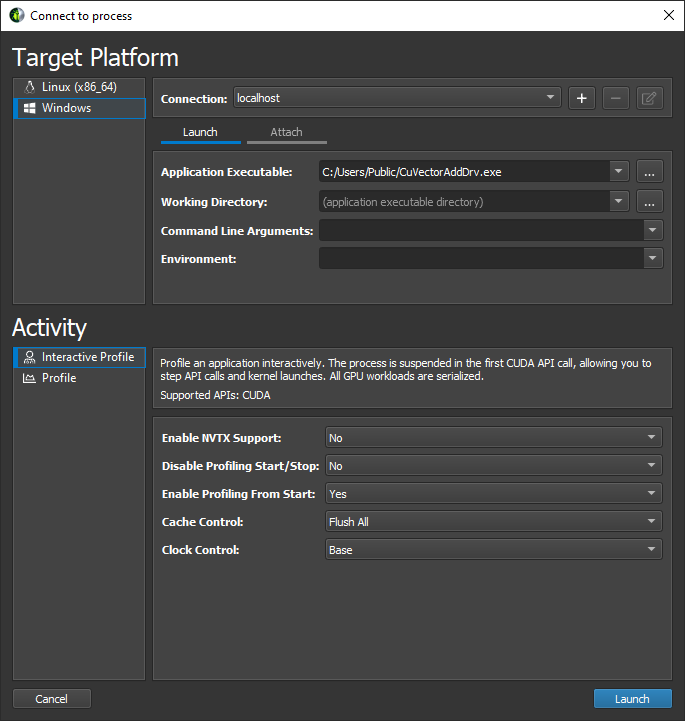 Connect to process
Target Platform
Linux (x86_64)
Windows
Connection: localhost
Launch Attach
Application Executable: C:/Users/Public/CuVectorAddDrv.exe ...
Working Directory: (application executable directory) ...
Command Line Arguments:
Environment:
Activity
Interactive Profile
Profile
Profile an application interactively. The process is suspended in the first CUDA API call, allowing you to
step API calls and kernel launches. All GPU workloads are serialized.
Supported APIs: CUDA
Enable NVTX Support: No
Disable Profiling Start/Stop: No
Enable Profiling From Start: Yes
Cache Control: Flush All
Clock Control: Base
Cancel Launch